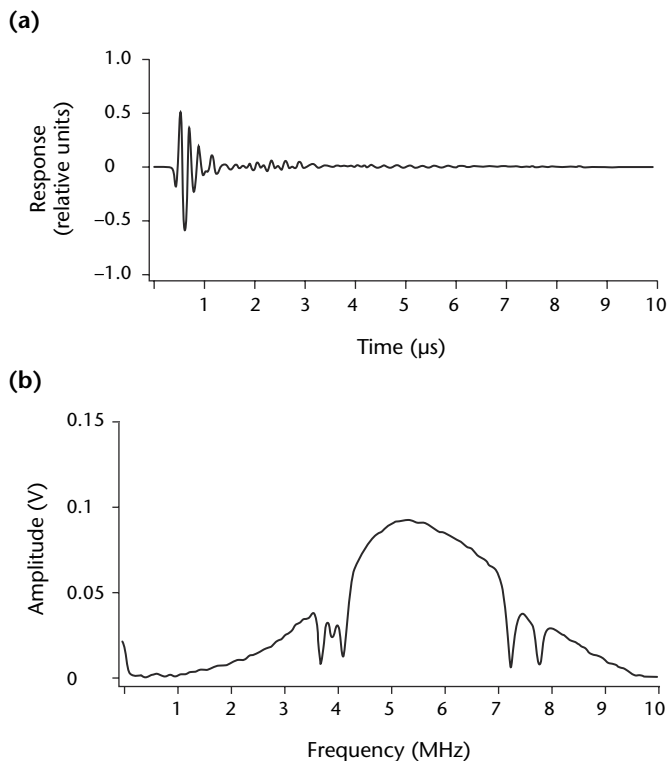 (a)
1.0
0.5
0
–0.5
–1.0
Response
(relative units)
1 2 3 4 5 6 7 8 9 10
Time (µs)
(b)
0.15
0.1
0.05
0
Amplitude (V)
1 2 3 4 5 6 7 8 9 10
Frequency (MHz)